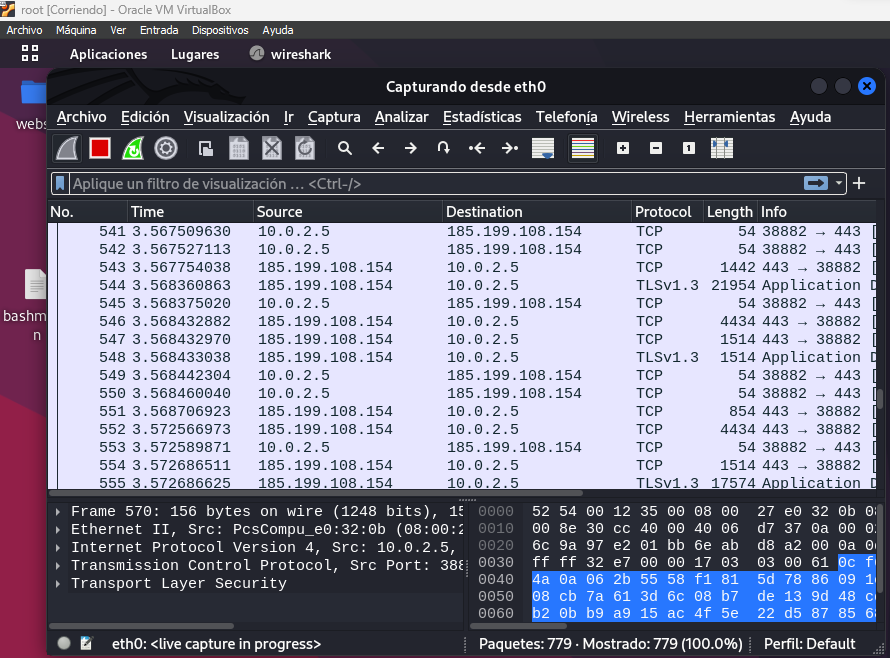 root [Corriendo] - Oracle VM VirtualBox
Archivo Máquina Ver Entrada Dispositivos Ayuda
Aplicaciones Lugares wireshark
Capturando desde eth0
Archivo Edición Visualización Ir Captura Analizar Estadísticas Telefonía Wireless Herramientas Ayuda
Aplique un filtro de visualización … <Ctrl-/>
No. Time Source Destination Protocol Length Info
541 3.567509630 10.0.2.5 185.199.108.154 TCP 54 38882 → 443 [
542 3.567527113 10.0.2.5 185.199.108.154 TCP 54 38882 → 443 [
543 3.567754038 185.199.108.154 10.0.2.5 TCP 1442 443 → 38882 [
544 3.568360863 185.199.108.154 10.0.2.5 TLSv1.3 21954 Application D
545 3.568375020 10.0.2.5 185.199.108.154 TCP 54 38882 → 443 [
546 3.568432882 185.199.108.154 10.0.2.5 TCP 4434 443 → 38882 [
547 3.568432970 185.199.108.154 10.0.2.5 TCP 1514 443 → 38882 [
548 3.568433038 185.199.108.154 10.0.2.5 TLSv1.3 1514 Application D
549 3.568442304 10.0.2.5 185.199.108.154 TCP 54 38882 → 443 [
550 3.568460040 10.0.2.5 185.199.108.154 TCP 54 38882 → 443 [
551 3.568706923 185.199.108.154 10.0.2.5 TCP 854 443 → 38882 [
552 3.572566973 185.199.108.154 10.0.2.5 TCP 4434 443 → 38882 [
553 3.572589871 10.0.2.5 185.199.108.154 TCP 54 38882 → 443 [
554 3.572686511 185.199.108.154 10.0.2.5 TCP 1514 443 → 38882 [
555 3.572686625 185.199.108.154 10.0.2.5 TLSv1.3 17574 Application D
webs
bashm
n
Frame 570: 156 bytes on wire (1248 bits), 15
Ethernet II, Src: PcsCompu_e0:32:0b (08:00:2
Internet Protocol Version 4, Src: 10.0.2.5,
Transmission Control Protocol, Src Port: 388
Transport Layer Security
0000 52 54 00 12 35 00 08 00 27 e0 32 0b 08
0010 00 8e 30 cc 40 00 40 06 d7 37 0a 00 02
0020 6c 9a 97 e2 01 bb 6e ab d8 a2 00 0a 0
0030 ff ff 32 e7 00 00 17 03 03 00 61 0c f
0040 4a 0a 06 2b 55 58 f1 81 5d 78 86 09 1
0050 08 cb 7a 61 3d 6c 08 b7 de 13 9d 48 c
0060 b2 0b b9 a9 15 ac 4f 5e 22 d5 87 85 6
eth0: <live capture in progress> Paquetes: 779 · Mostrado: 779 (100.0%) Perfil: Default